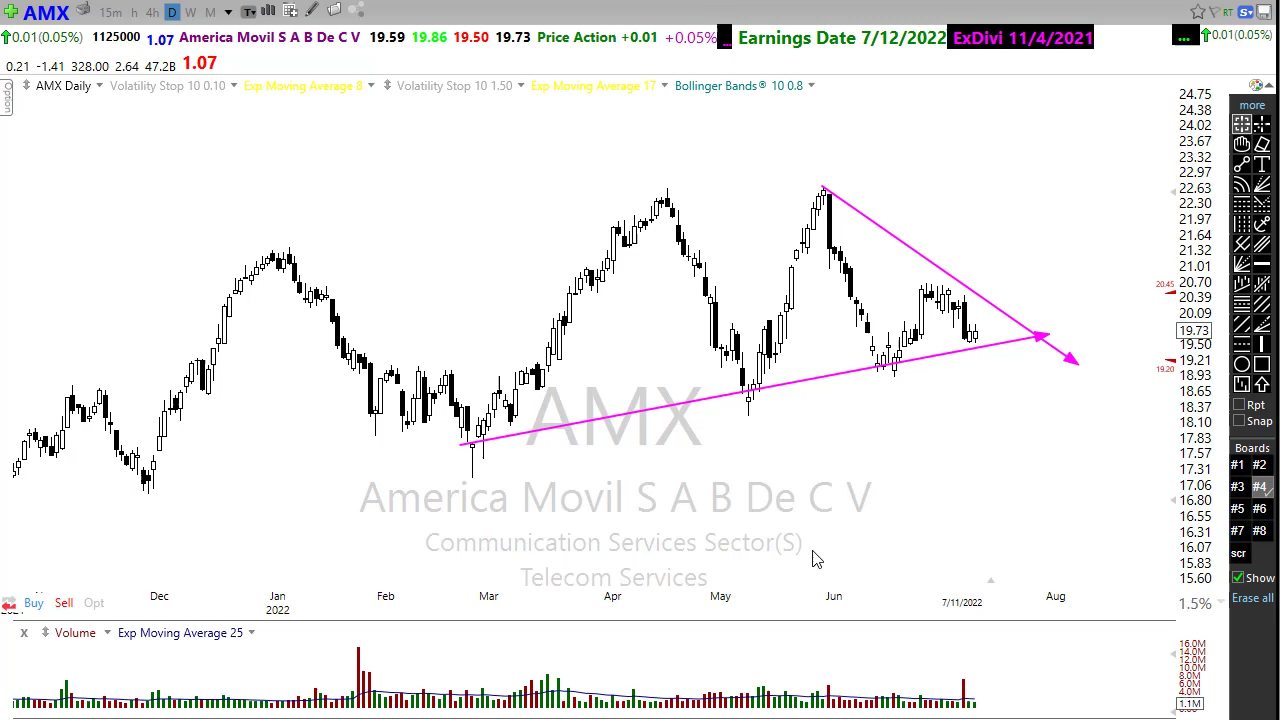 AMX 15m h 4h D W M T RT S
0.01(0.05%) 1125000 1.07 America Movil S A B De C V 19.59 19.86 19.50 19.73 Price Action +0.01 +0.05% Earnings Date 7/12/2022 ExDivi 11/4/2021 ... 0.01(0.05%)
0.21 -1.41 328.00 2.64 47.2B 1.07
Option
AMX Daily Volatility Stop 10 0.10 Exp Moving Average 8 Volatility Stop 10 1.50 Exp Moving Average 17 Bollinger Bands® 10 0.8
24.75
24.38
24.02
23.67
23.32
22.97
22.63
22.30
21.97
21.64
21.32
21.01
20.70
20.45
20.39
20.09
19.73
19.50
19.21
19.20
18.93
18.65
18.37
18.10
17.83
17.57
17.31
17.06
16.80
16.55
16.31
16.07
15.83
15.60
AMX
America Movil S A B De C V
Communication Services Sector(S)
Telecom Services
Dec Jan Feb Mar Apr May Jun 7/11/2022 Aug
2022
Buy Sell Opt
1.5%
X Volume Exp Moving Average 25
16.0M
14.0M
12.0M
10.0M
8.0M
6.0M
4.0M
1.1M
more
Rpt
Snap
Boards
#1 #2
#3 #4
#5 #6
#7 #8
scr
Show
Erase all